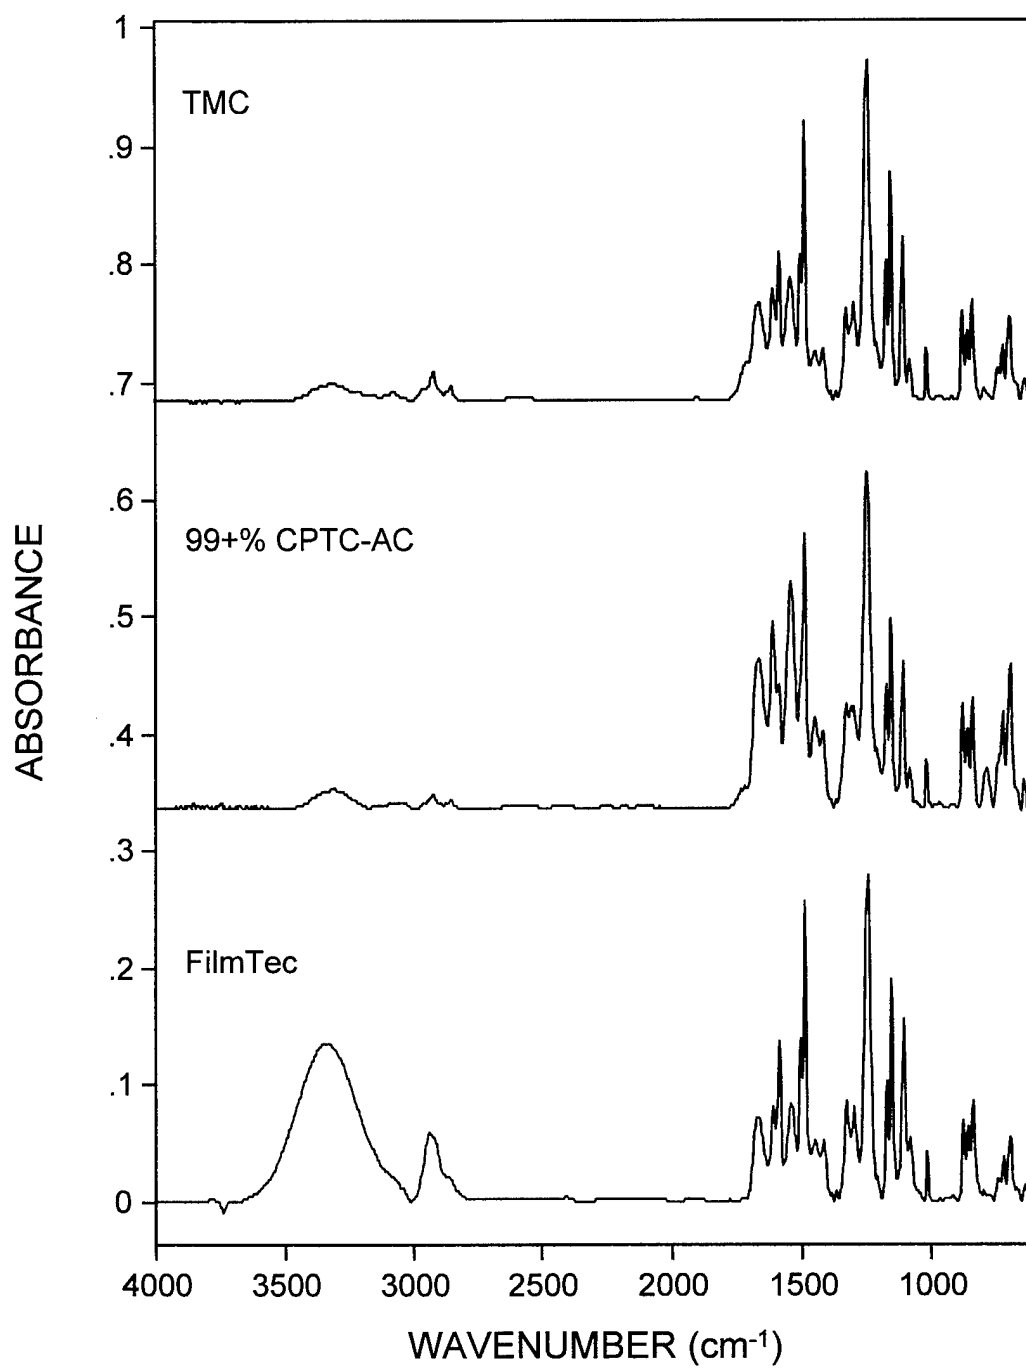 1
TMC
.9
.8
.7
.6
99+% CPTC-AC
.5
ABSORBANCE
.4
.3
.2
FilmTec
.1
0
4000 3500 3000 2500 2000 1500 1000
WAVENUMBER (cm-1)